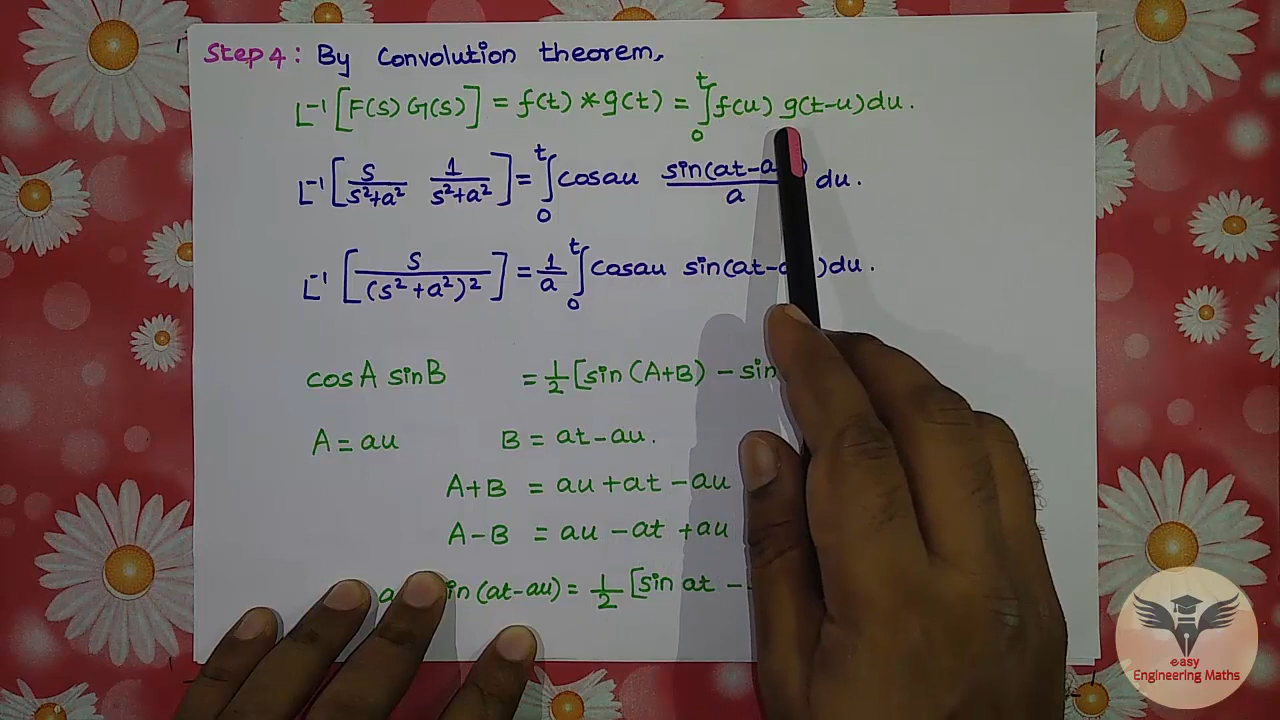 Step 4: By Convolution theorem,
L⁻¹[F(s) G(s)] = f(t) * g(t) = ∫₀ᵗ f(u) g(t-u) du.
L⁻¹[s/(s²+a²) 1/(s²+a²)] = ∫₀ᵗ cosau sin(at-a )/a du.
L⁻¹[s/(s²+a²)²] = 1/a ∫₀ᵗ cosau sin(at- )du.
cosA sinB = 1/2 [sin(A+B) - sin
A = au B = at-au.
A+B = au + at - au
A-B = au - at + au
(at-au) = 1/2 [sin at -
easy
Engineering Maths